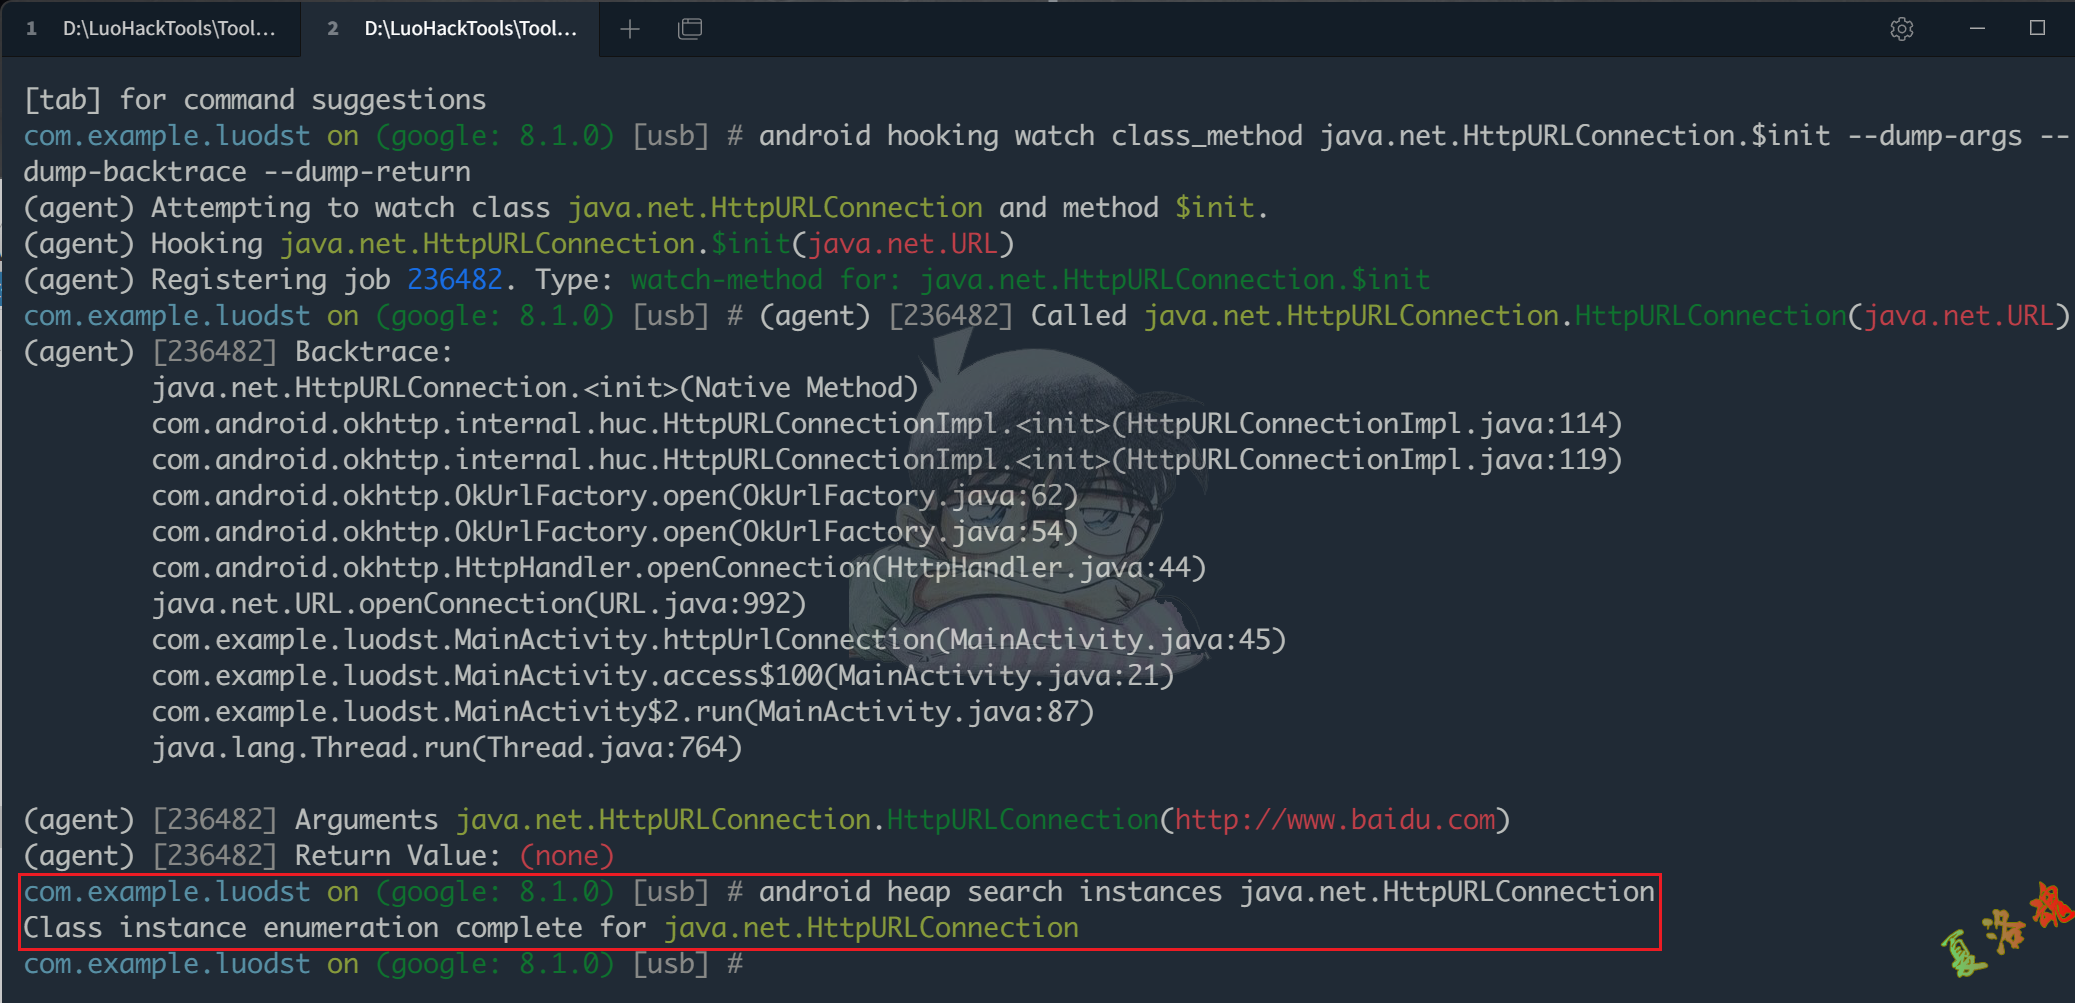 1 D:\LuoHackTools\Tool... 2 D:\LuoHackTools\Tool...
[tab] for command suggestions
com.example.luodst on (google: 8.1.0) [usb] # android hooking watch class_method java.net.HttpURLConnection.$init --dump-args --
dump-backtrace --dump-return
(agent) Attempting to watch class java.net.HttpURLConnection and method $init.
(agent) Hooking java.net.HttpURLConnection.$init(java.net.URL)
(agent) Registering job 236482. Type: watch-method for: java.net.HttpURLConnection.$init
com.example.luodst on (google: 8.1.0) [usb] # (agent) [236482] Called java.net.HttpURLConnection.HttpURLConnection(java.net.URL)
(agent) [236482] Backtrace:
java.net.HttpURLConnection.<init>(Native Method)
com.android.okhttp.internal.huc.HttpURLConnectionImpl.<init>(HttpURLConnectionImpl.java:114)
com.android.okhttp.internal.huc.HttpURLConnectionImpl.<init>(HttpURLConnectionImpl.java:119)
com.android.okhttp.OkUrlFactory.open(OkUrlFactory.java:62)
com.android.okhttp.OkUrlFactory.open(OkUrlFactory.java:54)
com.android.okhttp.HttpHandler.openConnection(HttpHandler.java:44)
java.net.URL.openConnection(URL.java:992)
com.example.luodst.MainActivity.httpUrlConnection(MainActivity.java:45)
com.example.luodst.MainActivity.access$100(MainActivity.java:21)
com.example.luodst.MainActivity$2.run(MainActivity.java:87)
java.lang.Thread.run(Thread.java:764)
(agent) [236482] Arguments java.net.HttpURLConnection.HttpURLConnection(http://www.baidu.com)
(agent) [236482] Return Value: (none)
com.example.luodst on (google: 8.1.0) [usb] # android heap search instances java.net.HttpURLConnection
Class instance enumeration complete for java.net.HttpURLConnection
com.example.luodst on (google: 8.1.0) [usb] #
夏洛